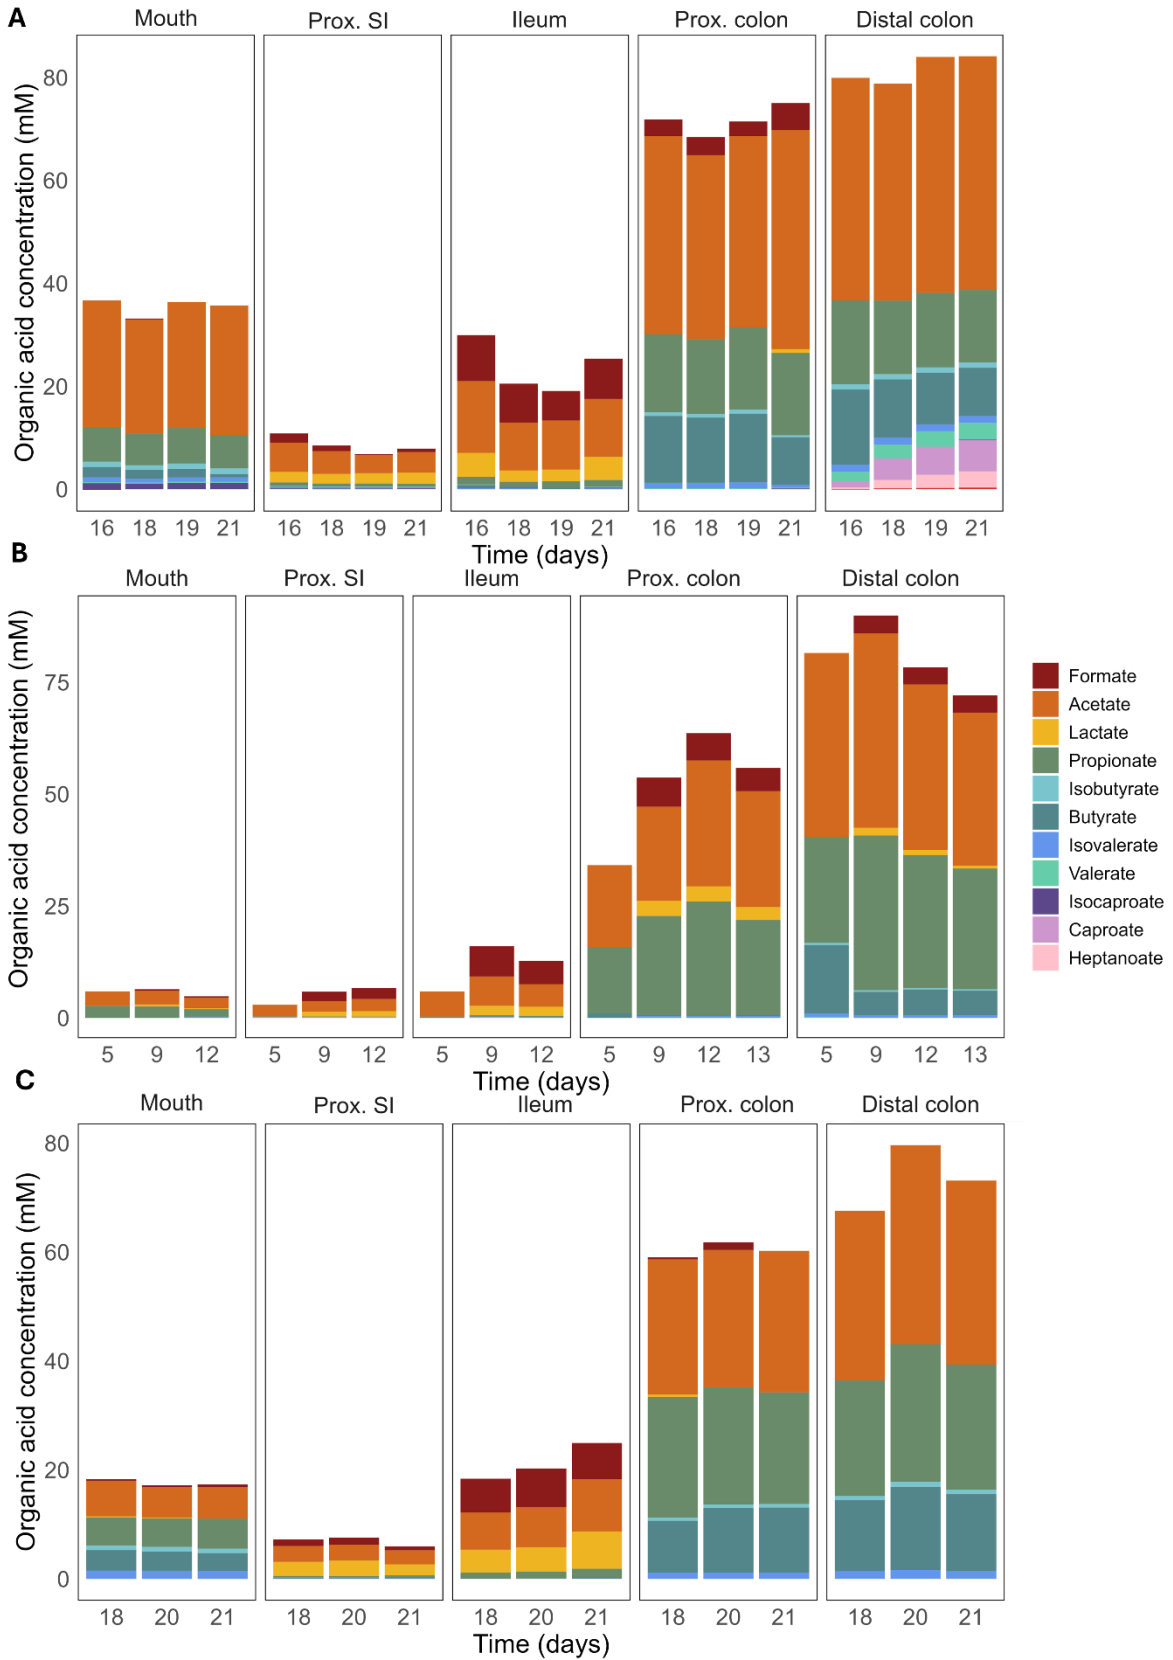 A
Mouth Prox. SI Ileum Prox. colon Distal colon
Organic acid concentration (mM)
80
60
40
20
0
16 18 19 21 16 18 19 21 16 18 19 21 16 18 19 21 16 18 19 21
Time (days)
B
Mouth Prox. SI Ileum Prox. colon Distal colon
Organic acid concentration (mM)
75
50
25
0
5 9 12 5 9 12 5 9 12 5 9 12 13 5 9 12 13
Time (days)
Formate
Acetate
Lactate
Propionate
Isobutyrate
Butyrate
Isovalerate
Valerate
Isocaproate
Caproate
Heptanoate
C
Mouth Prox. SI Ileum Prox. colon Distal colon
Organic acid concentration (mM)
80
60
40
20
0
18 20 21 18 20 21 18 20 21 18 20 21 18 20 21
Time (days)